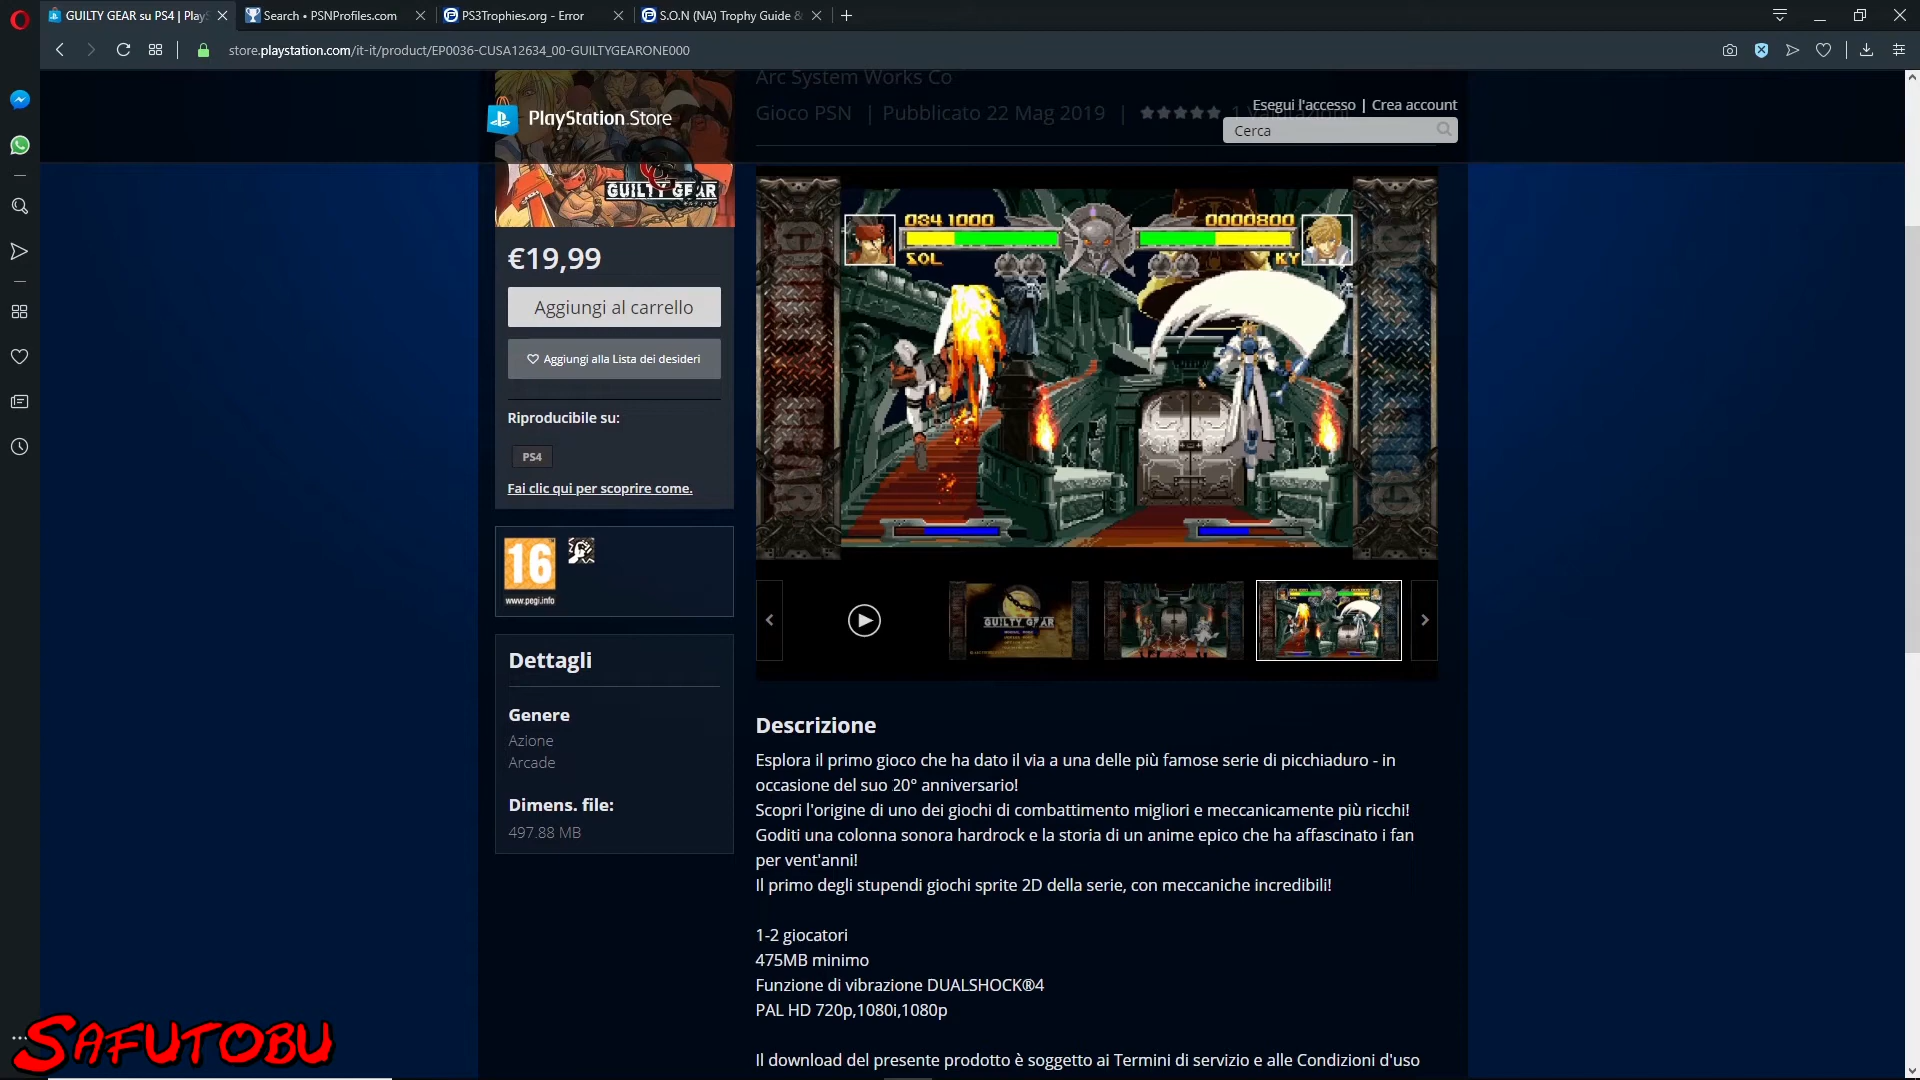 GUILTY GEAR su PS4 | PlayS
Search • PSNProfiles.com
PS3Trophies.org - Error
S.O.N (NA) Trophy Guide &
store.playstation.com/it-it/product/EP0036-CUSA12634_00-GUILTYGEARONE000
Arc System Works Co
PlayStation Store
Gioco PSN | Pubblicato 22 Mag 2019 |
Esegui l'accesso | Crea account
Cerca
GUILTY GEAR
0341000
0000800
SOL
KY
GUILTY GEAR
€19,99
Aggiungi al carrello
Aggiungi alla Lista dei desideri
Riproducibile su:
PS4
Fai clic qui per scoprire come.
16
www.pegi.info
GUILTY GEAR
Dettagli
Genere
Azione
Arcade
Dimens. file:
497.88 MB
Descrizione
Esplora il primo gioco che ha dato il via a una delle più famose serie di picchiaduro - in
occasione del suo 20° anniversario!
Scopri l'origine di uno dei giochi di combattimento migliori e meccanicamente più ricchi!
Goditi una colonna sonora hardrock e la storia di un anime epico che ha affascinato i fan
per vent'anni!
Il primo degli stupendi giochi sprite 2D della serie, con meccaniche incredibili!
1-2 giocatori
475MB minimo
Funzione di vibrazione DUALSHOCK®4
PAL HD 720p,1080i,1080p
Il download del presente prodotto è soggetto ai Termini di servizio e alle Condizioni d'uso
SAFUTOBU